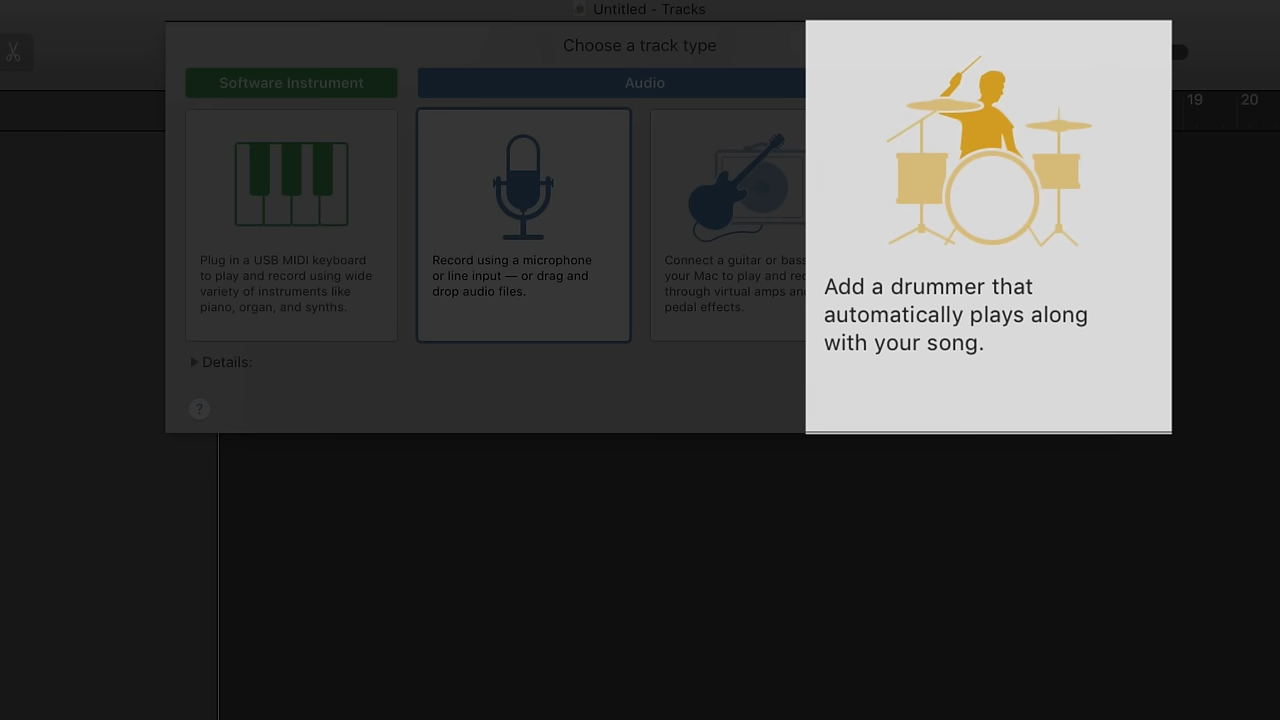 Untitled - Tracks
Choose a track type
Software Instrument
Audio
19
20
Plug in a USB MIDI keyboard
to play and record using wide
variety of instruments like
piano, organ, and synths.
Record using a microphone
or line input — or drag and
drop audio files.
Connect a guitar or bass
your Mac to play and
through virtual amps
pedal effects.
Add a drummer that
automatically plays along
with your song.
Details:
?